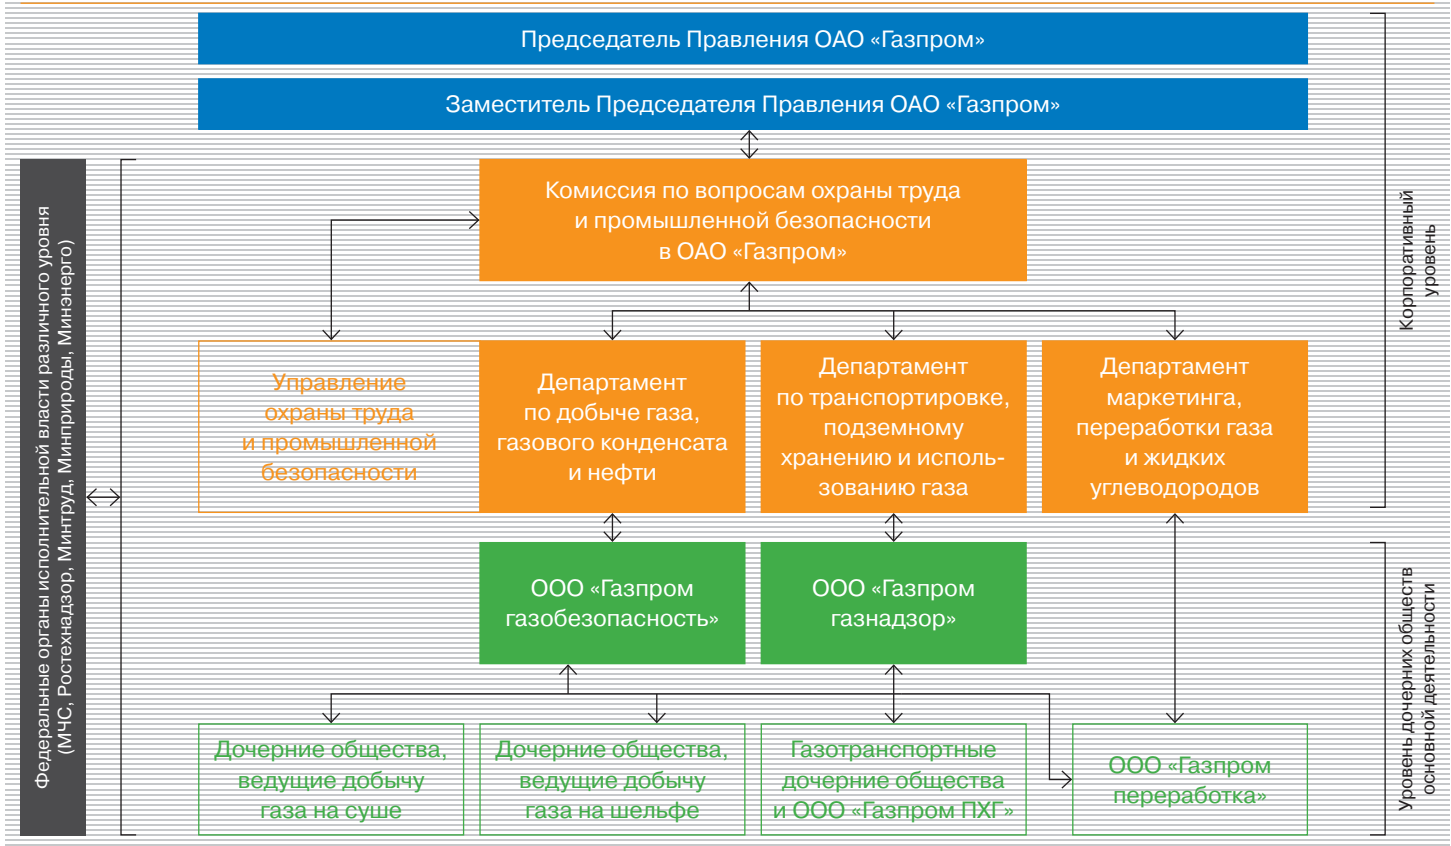 Председатель Правления ОАО «Газпром»
Заместитель Председателя Правления ОАО «Газпром»
Комиссия по вопросам охраны труда
и промышленной безопасности
в ОАО «Газпром»
Управление
охраны труда
и промышленной
безопасности
Департамент
по добыче газа,
газового конденсата
и нефти
Департамент
по транспортировке,
подземному
хранению и исполь-
зованию газа
Департамент
маркетинга,
переработки газа
и жидких
углеводородов
ООО «Газпром
газобезопасность»
ООО «Газпром
газнадзор»
Дочерние общества,
ведущие добычу
газа на суше
Дочерние общества,
ведущие добычу
газа на шельфе
Газотранспортные
дочерние общества
и ООО «Газпром ПХГ»
ООО «Газпром
переработка»
Федеральные органы исполнительной власти различного уровня
(МЧС, Ростехнадзор, Минтруд, Минприроды, Минэнерго)
Корпоративный
уровень
Уровень дочерних обществ
основной деятельности